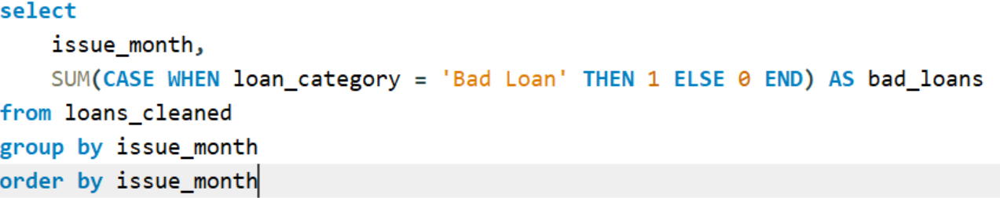 select
    issue_month,
    SUM(CASE WHEN loan_category = 'Bad Loan' THEN 1 ELSE 0 END) AS bad_loans
from loans_cleaned
group by issue_month
order by issue_month